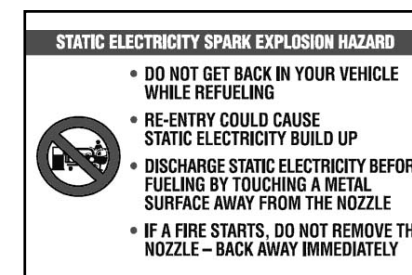 STATIC ELECTRICITY SPARK EXPLOSION HAZARD
• DO NOT GET BACK IN YOUR VEHICLE
WHILE REFUELING
• RE-ENTRY COULD CAUSE
STATIC ELECTRICITY BUILD UP
• DISCHARGE STATIC ELECTRICITY BEFOR
FUELING BY TOUCHING A METAL
SURFACE AWAY FROM THE NOZZLE
• IF A FIRE STARTS, DO NOT REMOVE TH
NOZZLE – BACK AWAY IMMEDIATELY